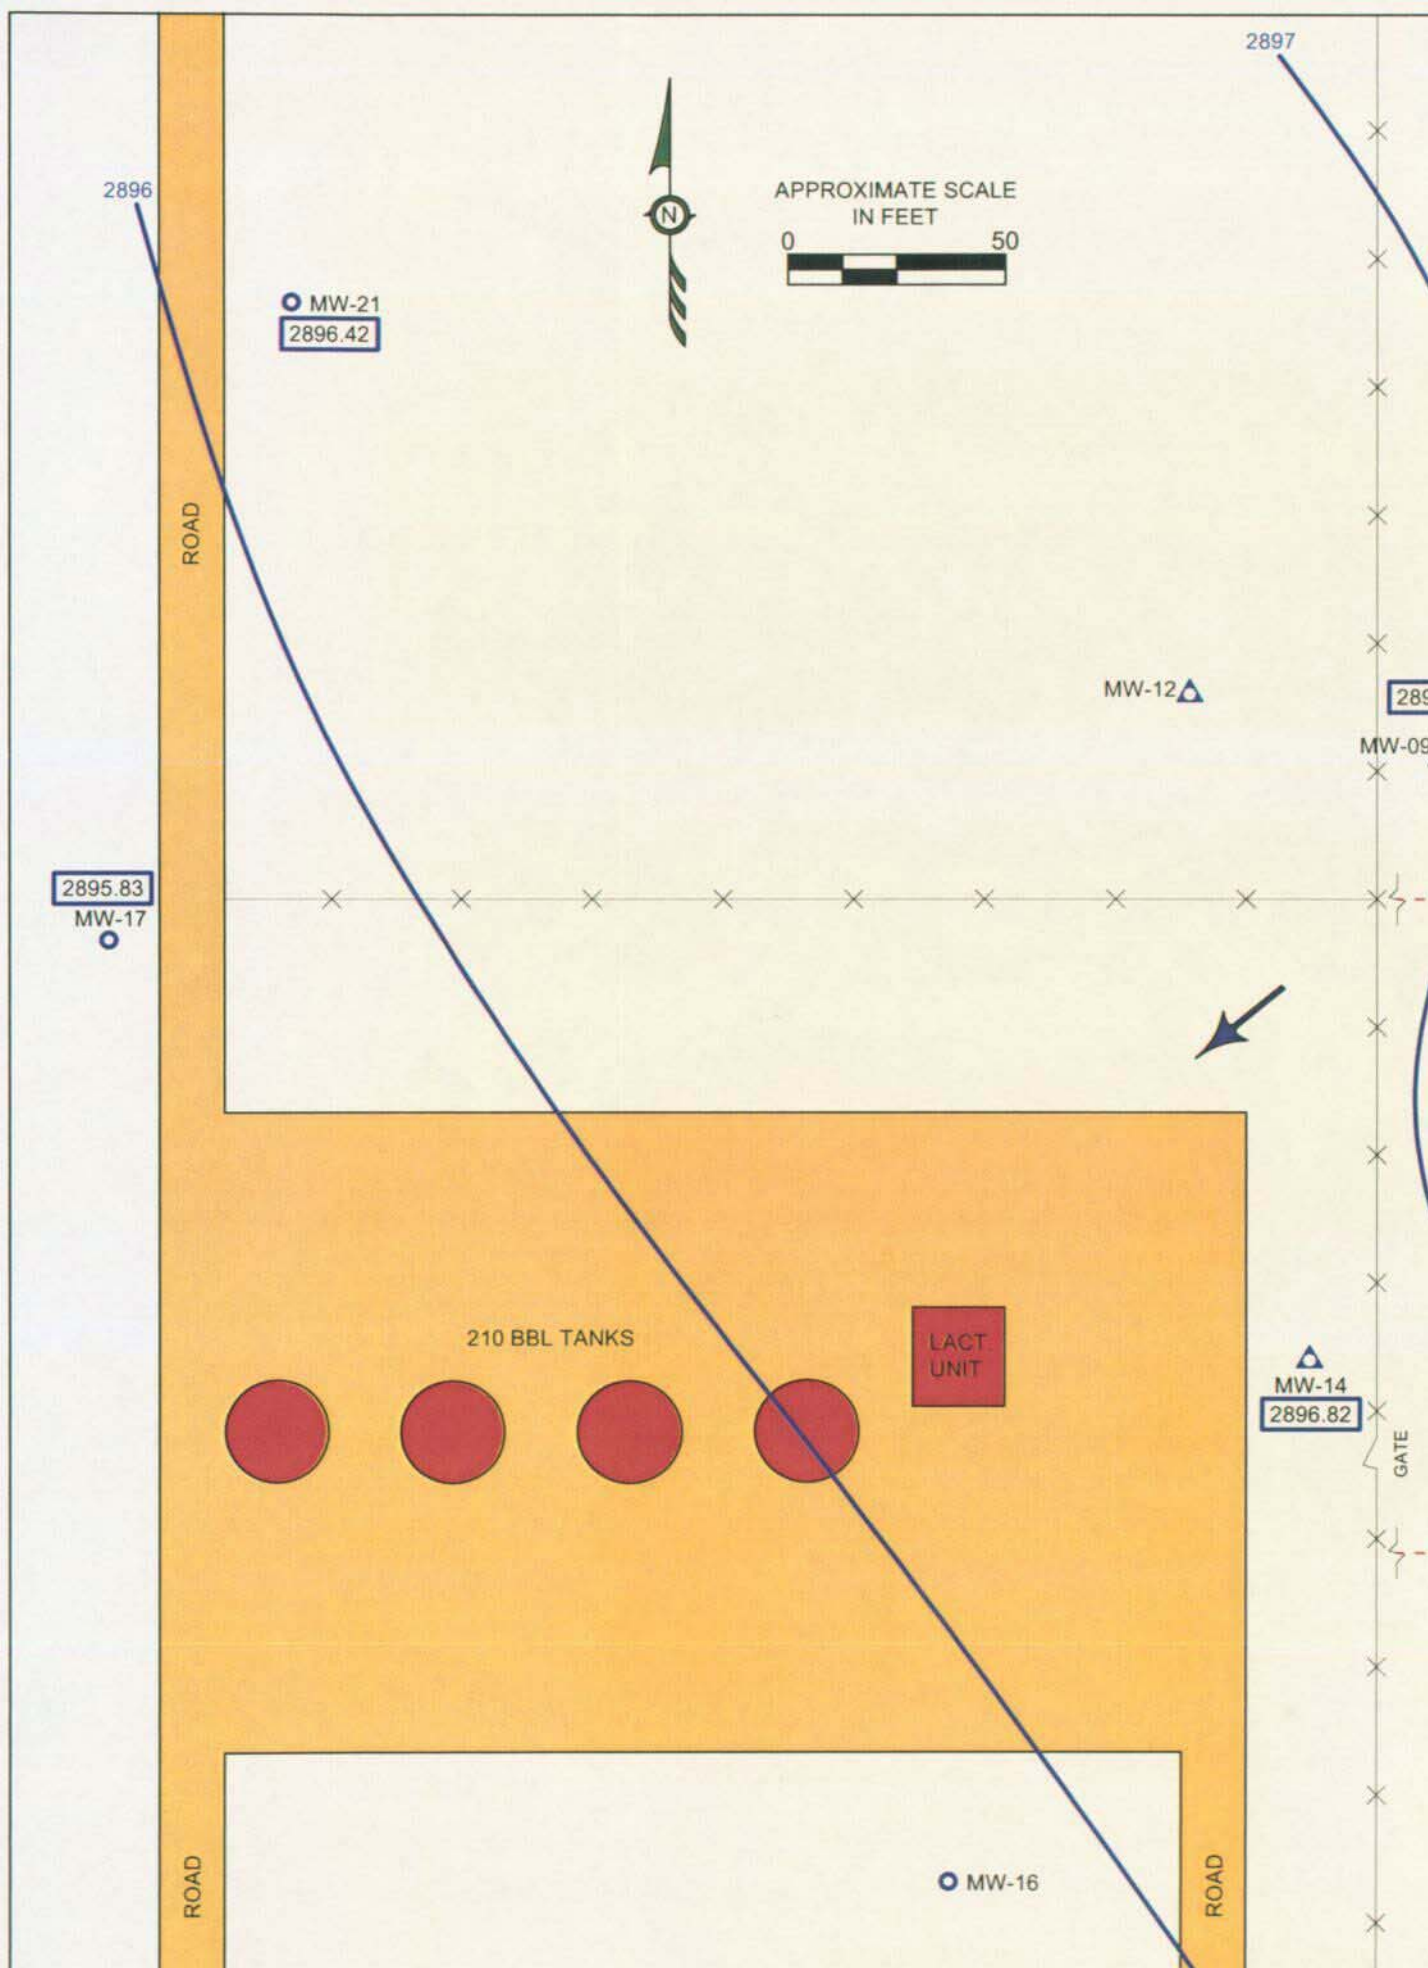 2897
2896
APPROXIMATE SCALE
IN FEET
0 50
N
MW-21
2896.42
ROAD
MW-12
289
MW-09
2895.83
MW-17
210 BBL TANKS
LACT
UNIT
MW-14
2896.82
GATE
ROAD
MW-16
ROAD